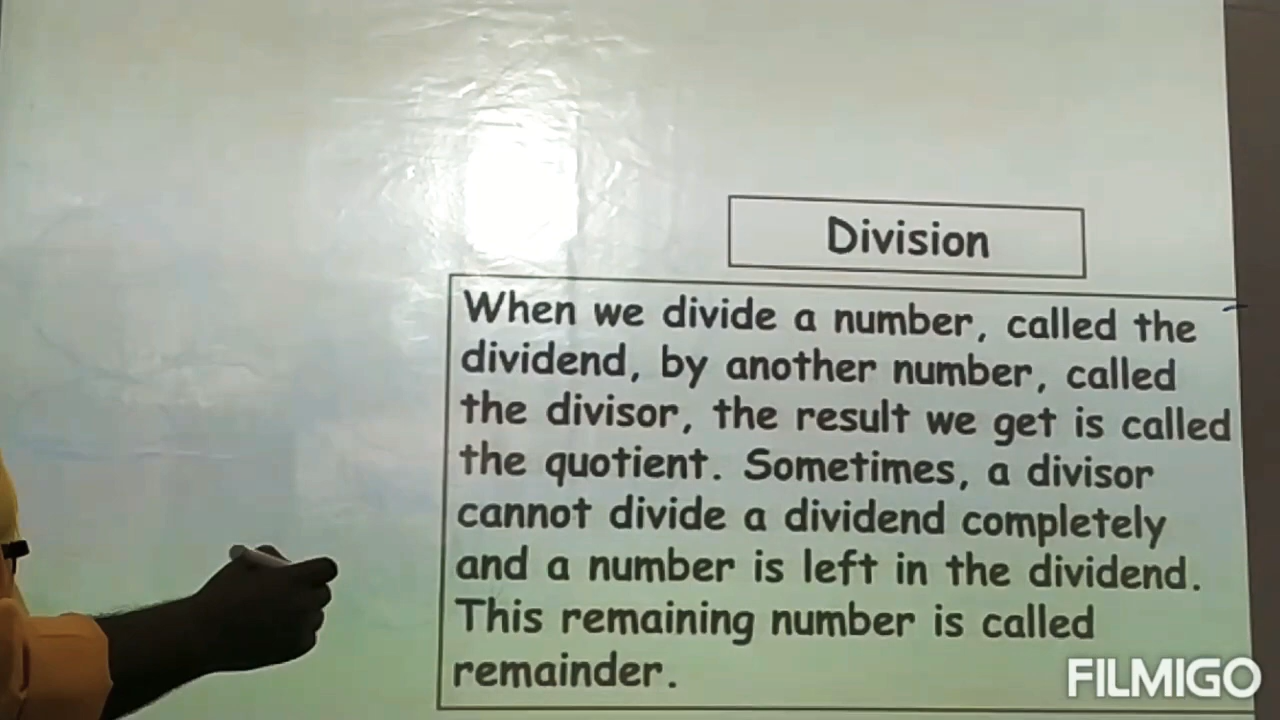 Division
When we divide a number, called the
dividend, by another number, called
the divisor, the result we get is called
the quotient. Sometimes, a divisor
cannot divide a dividend completely
and a number is left in the dividend.
This remaining number is called
remainder.
FILMIGO